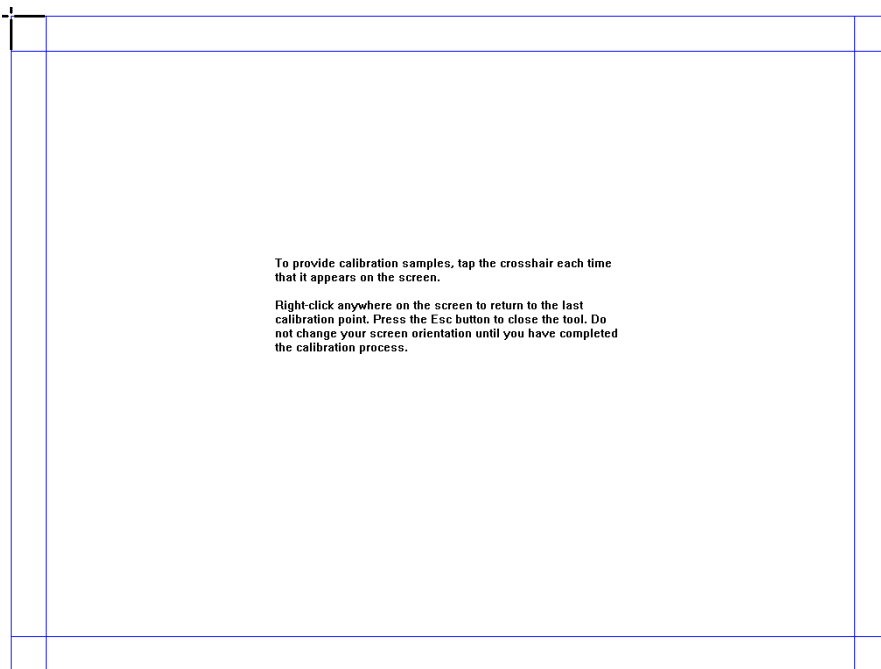 To provide calibration samples, tap the crosshair each time
that it appears on the screen.
Right-click anywhere on the screen to return to the last
calibration point. Press the Esc button to close the tool. Do
not change your screen orientation until you have completed
the calibration process.